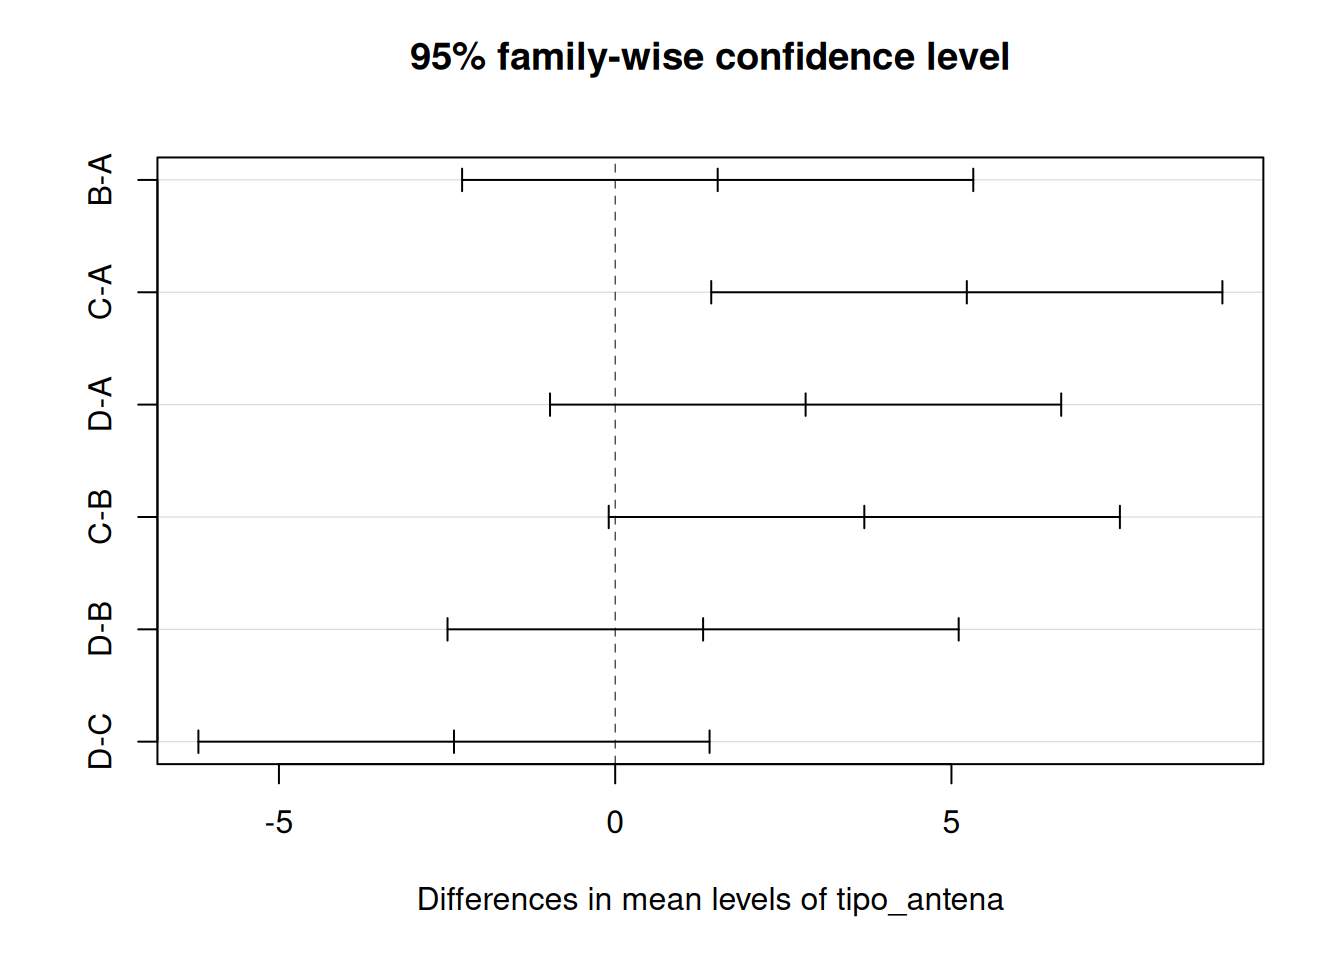 95% family-wise confidence level
B-A
C-A
D-A
C-B
D-B
D-C
-5 0 5
Differences in mean levels of tipo_antena